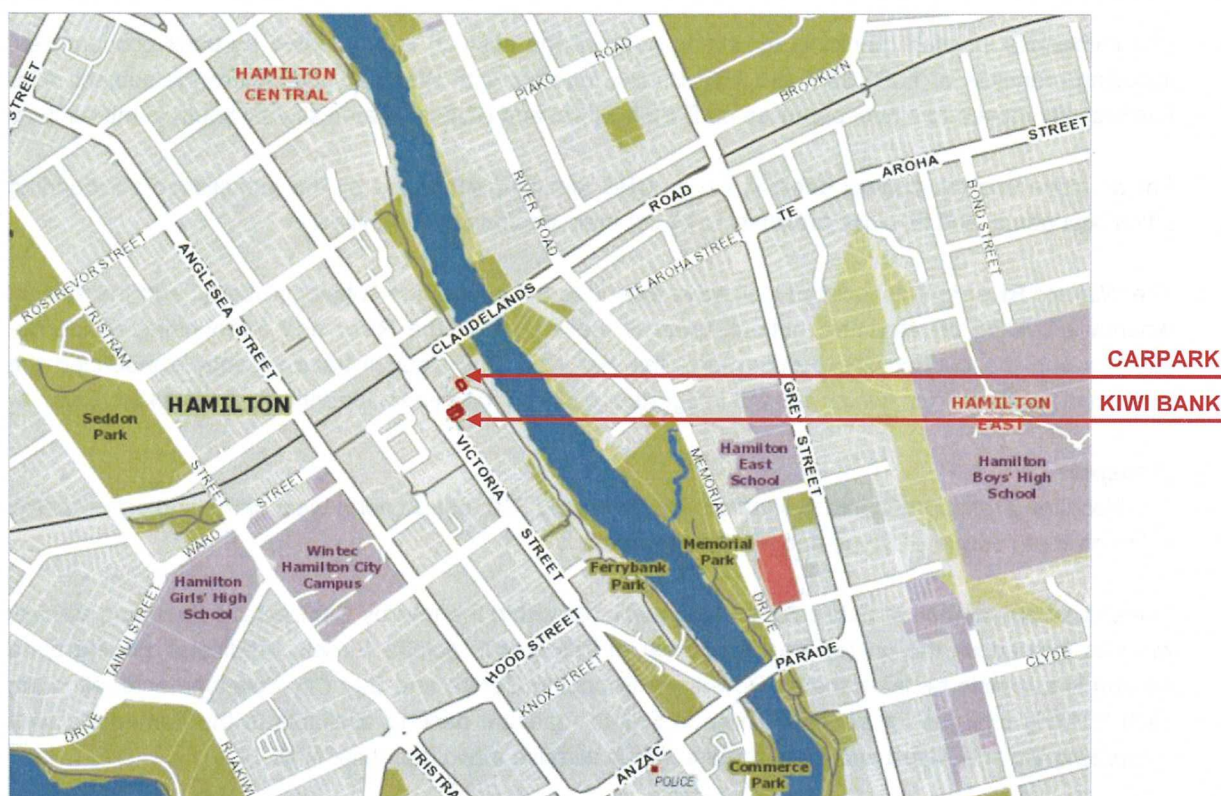 HAMILTON
CENTRAL
STREET
PIAKO ROAD
BROOKLYN
RIVER ROAD
ROAD
TE AROHA STREET
BOND STREET
ROSTREVOR STREET
ANGLESEA STREET
TRISTRAM
STREET
TE AROHA STREET
CLAUDELANDS
CARPARK
KIWI BANK
HAMILTON
Seddon
Park
GREY STREET
HAMILTON
EAST
Hamilton
East
School
Hamilton
Boys' High
School
VICTORIA
STREET
MEMORIAL
DRIVE
WARD STREET
Wintec
Hamilton City
Campus
Memorial
Park
Ferrybank
Park
Hamilton
Girls' High
School
TAINUI STREET
HOOD STREET
KNOX STREET
PARADE
CLYDE
DRIVE
RUAKIWI
TRISTRA
ANZAC
POLICE
Commerce
Park